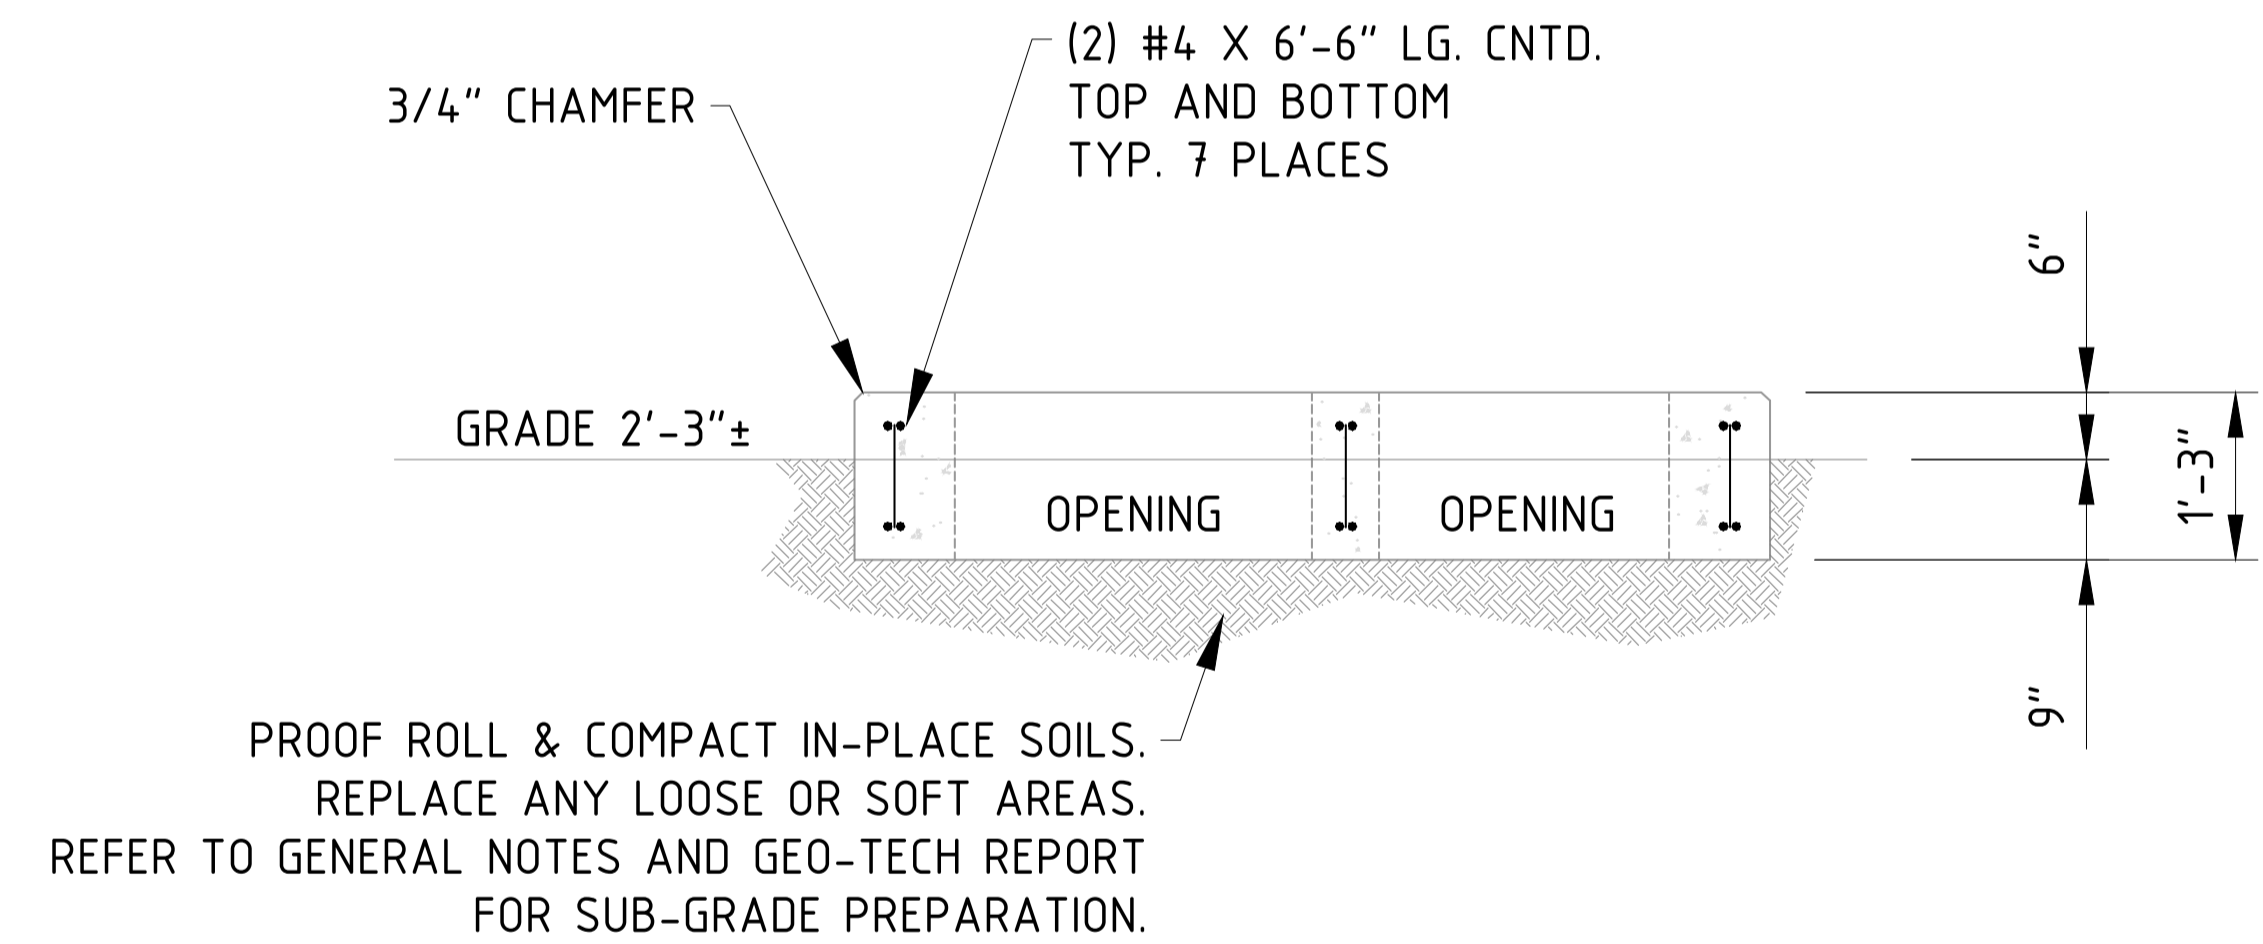 (2) #4 X 6'-6" LG. CNTD.
TOP AND BOTTOM
TYP. 7 PLACES
3/4" CHAMFER
6"
GRADE 2'-3"±
1'-3"
OPENING
OPENING
9"
PROOF ROLL & COMPACT IN-PLACE SOILS.
REPLACE ANY LOOSE OR SOFT AREAS.
REFER TO GENERAL NOTES AND GEO-TECH REPORT
FOR SUB-GRADE PREPARATION.